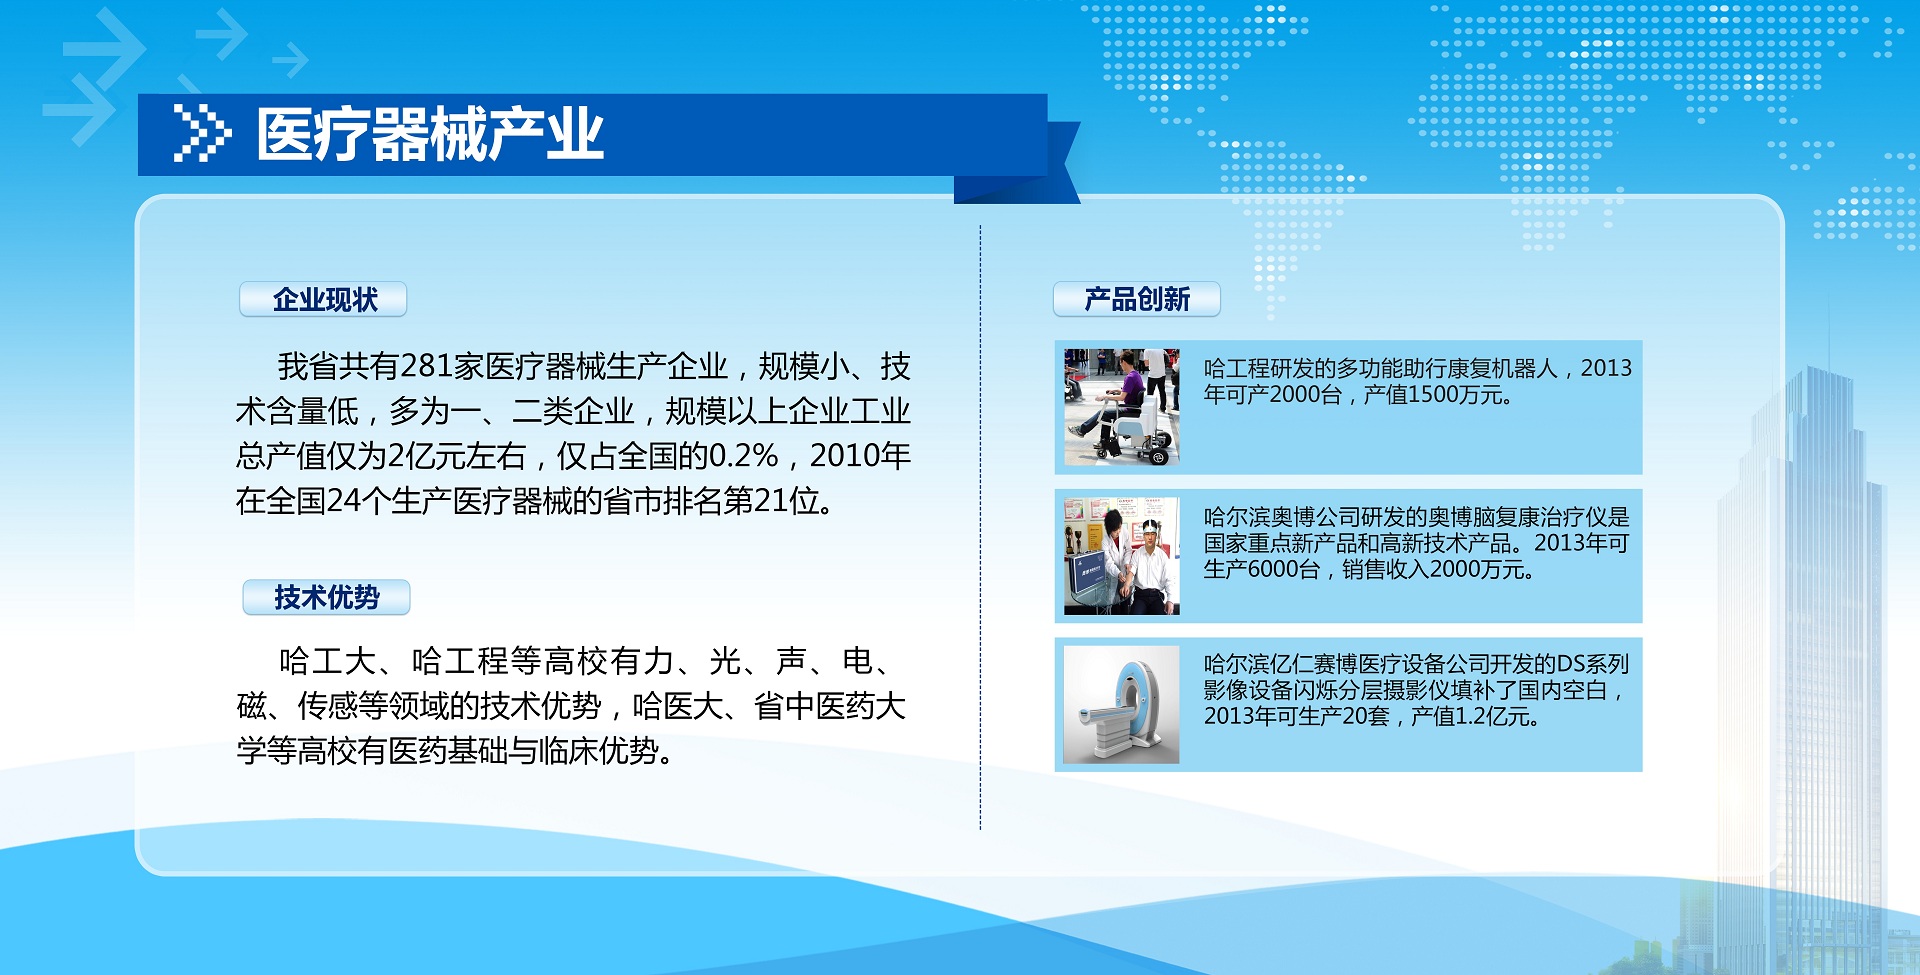 医疗器械产业
企业现状
我省共有281家医疗器械生产企业，规模小、技
术含量低，多为一、二类企业，规模以上企业工业
总产值仅为2亿元左右，仅占全国的0.2%，2010年
在全国24个生产医疗器械的省市排名第21位。
技术优势
哈工大、哈工程等高校有力、光、声、电、
磁、传感等领域的技术优势，哈医大、省中医药大
学等高校有医药基础与临床优势。
产品创新
哈工程研发的多功能助行康复机器人，2013
年可产2000台，产值1500万元。
哈尔滨奥博公司研发的奥博脑复康治疗仪是
国家重点新产品和高新技术产品。2013年可
生产6000台，销售收入2000万元。
哈尔滨亿仁赛博医疗设备公司开发的DS系列
影像设备闪烁分层摄影仪填补了国内空白，
2013年可生产20套，产值1.2亿元。